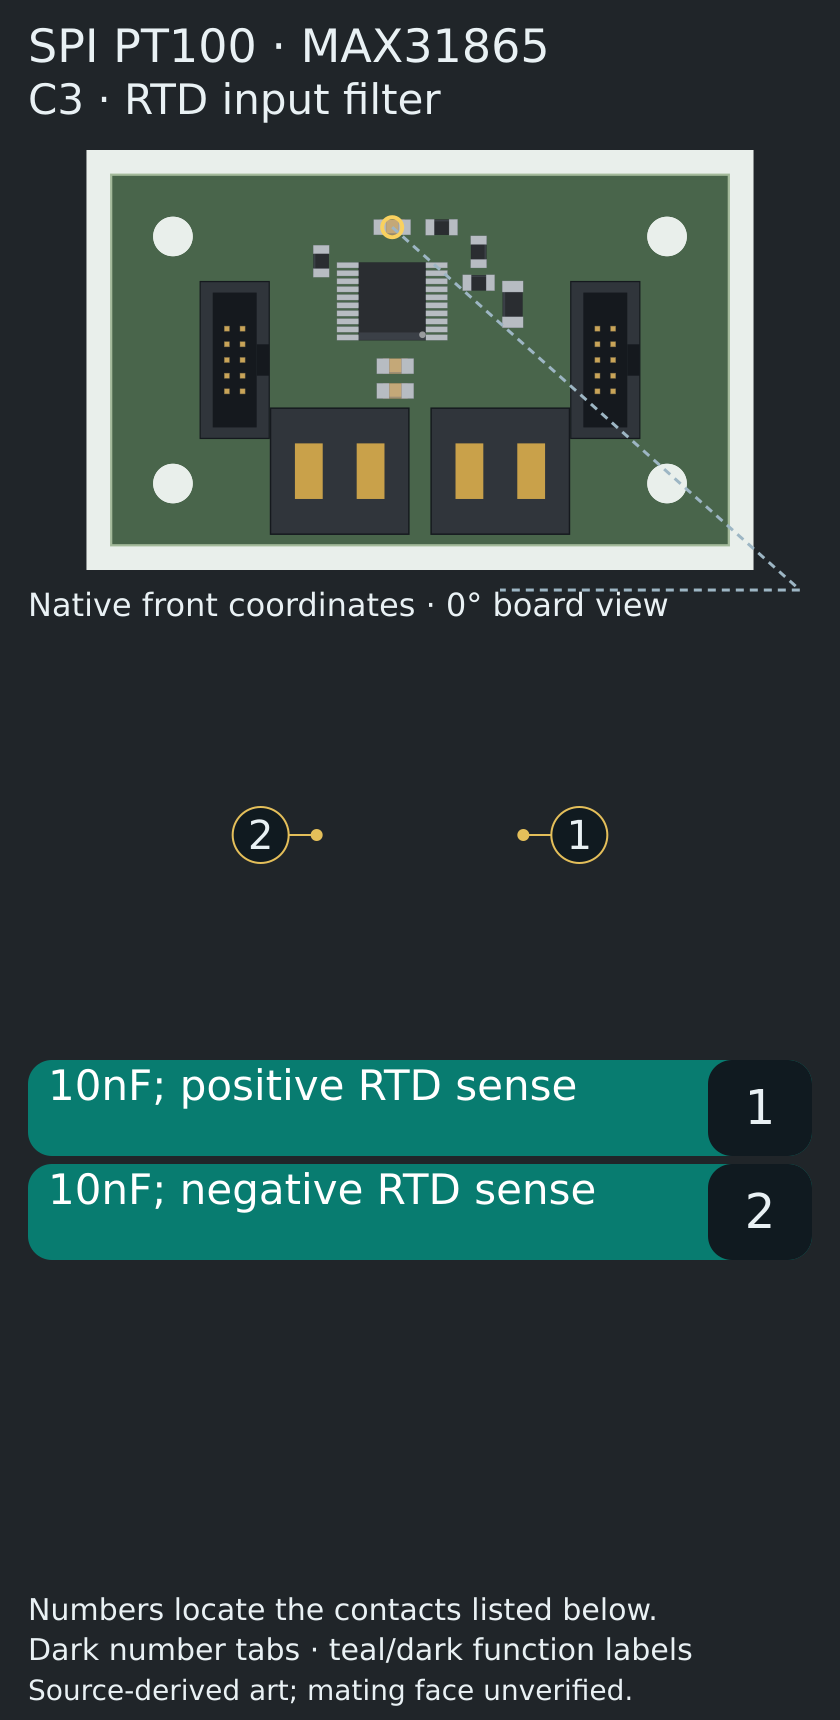 SPI PT100 · MAX31865
C3 · RTD input filter
Native front coordinates · 0° board view
2 1
10nF; positive RTD sense 1
10nF; negative RTD sense 2
Numbers locate the contacts listed below.
Dark number tabs · teal/dark function labels
Source-derived art; mating face unverified.